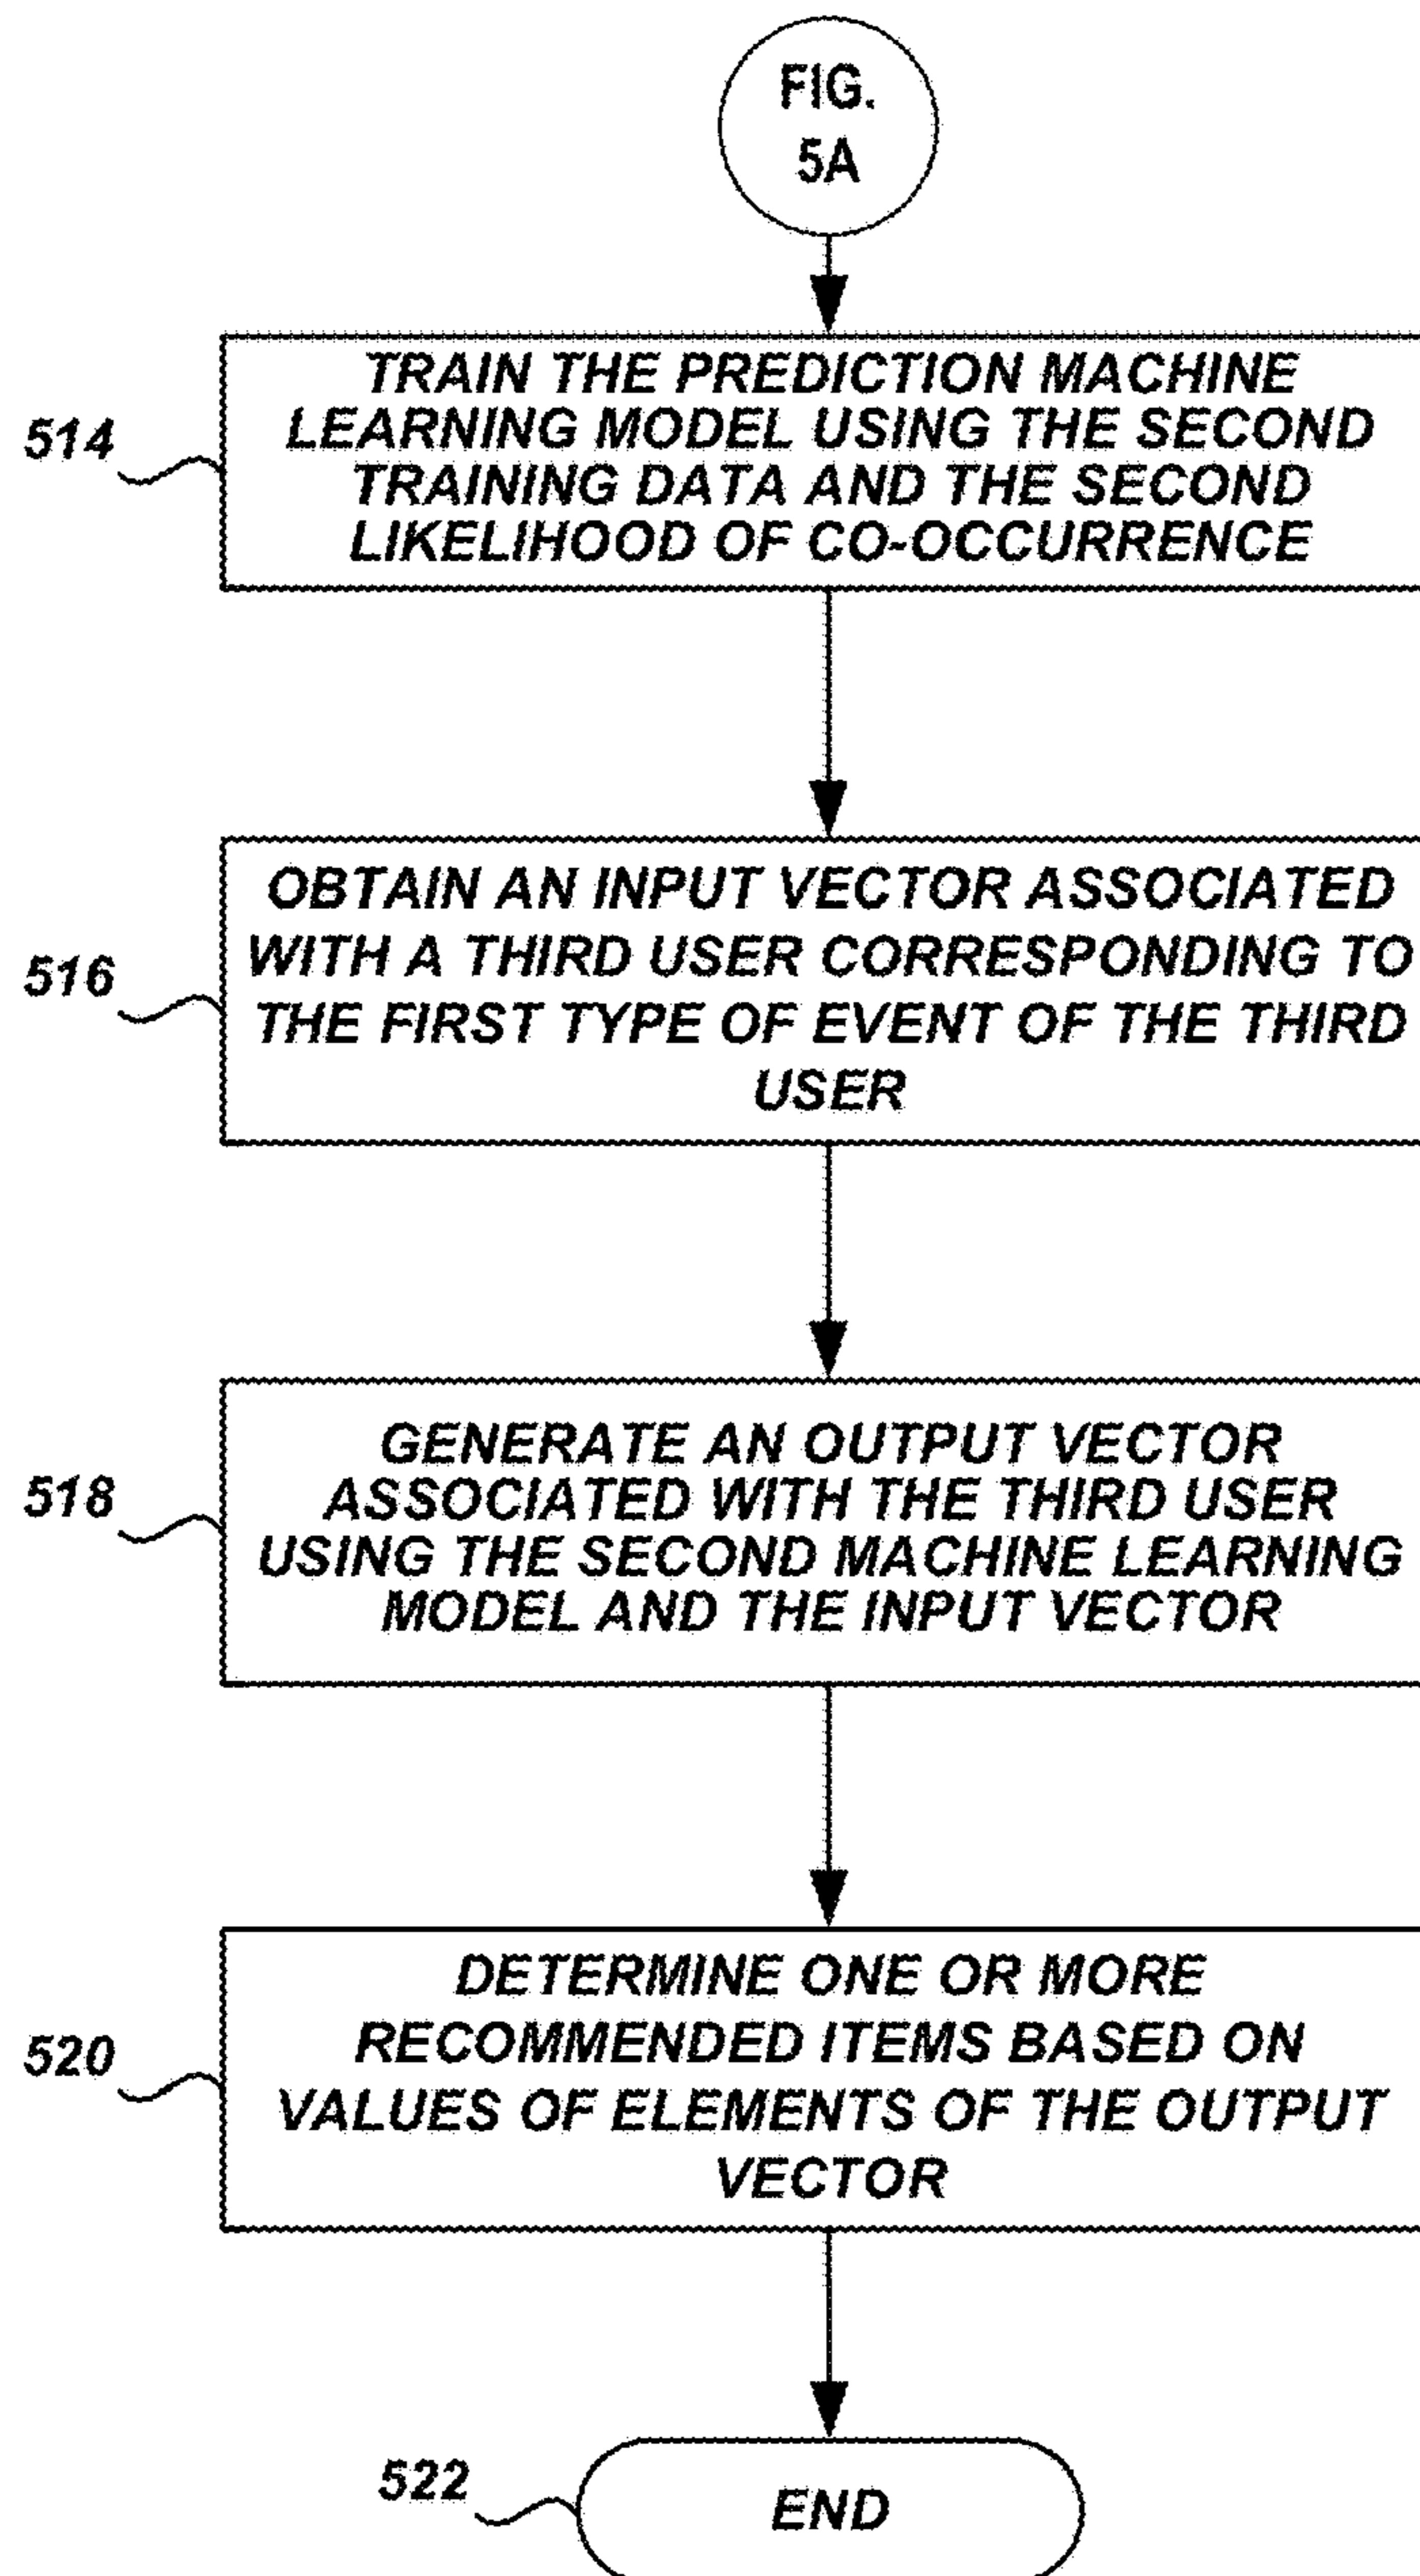 FIG.
5A
514
TRAIN THE PREDICTION MACHINE
LEARNING MODEL USING THE SECOND
TRAINING DATA AND THE SECOND
LIKELIHOOD OF CO-OCCURRENCE
516
OBTAIN AN INPUT VECTOR ASSOCIATED
WITH A THIRD USER CORRESPONDING TO
THE FIRST TYPE OF EVENT OF THE THIRD
USER
518
GENERATE AN OUTPUT VECTOR
ASSOCIATED WITH THE THIRD USER
USING THE SECOND MACHINE LEARNING
MODEL AND THE INPUT VECTOR
520
DETERMINE ONE OR MORE
RECOMMENDED ITEMS BASED ON
VALUES OF ELEMENTS OF THE OUTPUT
VECTOR
522
END